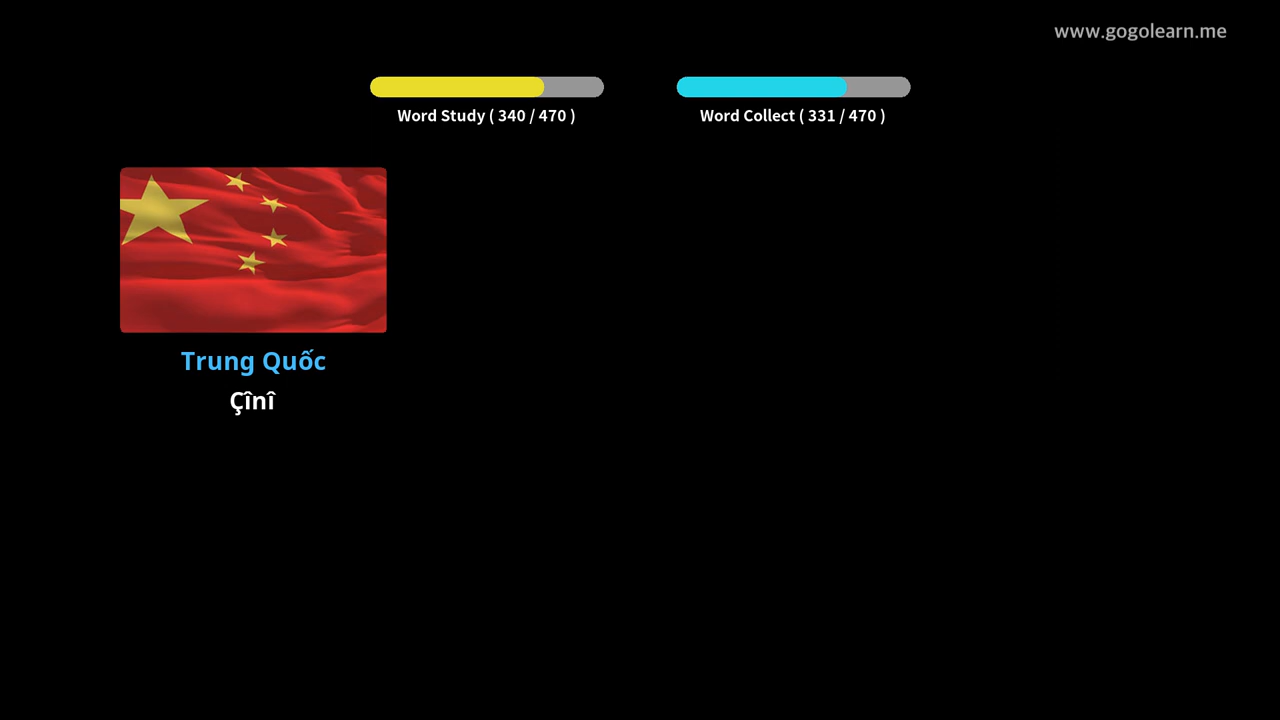 www.gogolearn.me
Word Study ( 340 / 470 )
Word Collect ( 331 / 470 )
Trung Quốc
Çînî